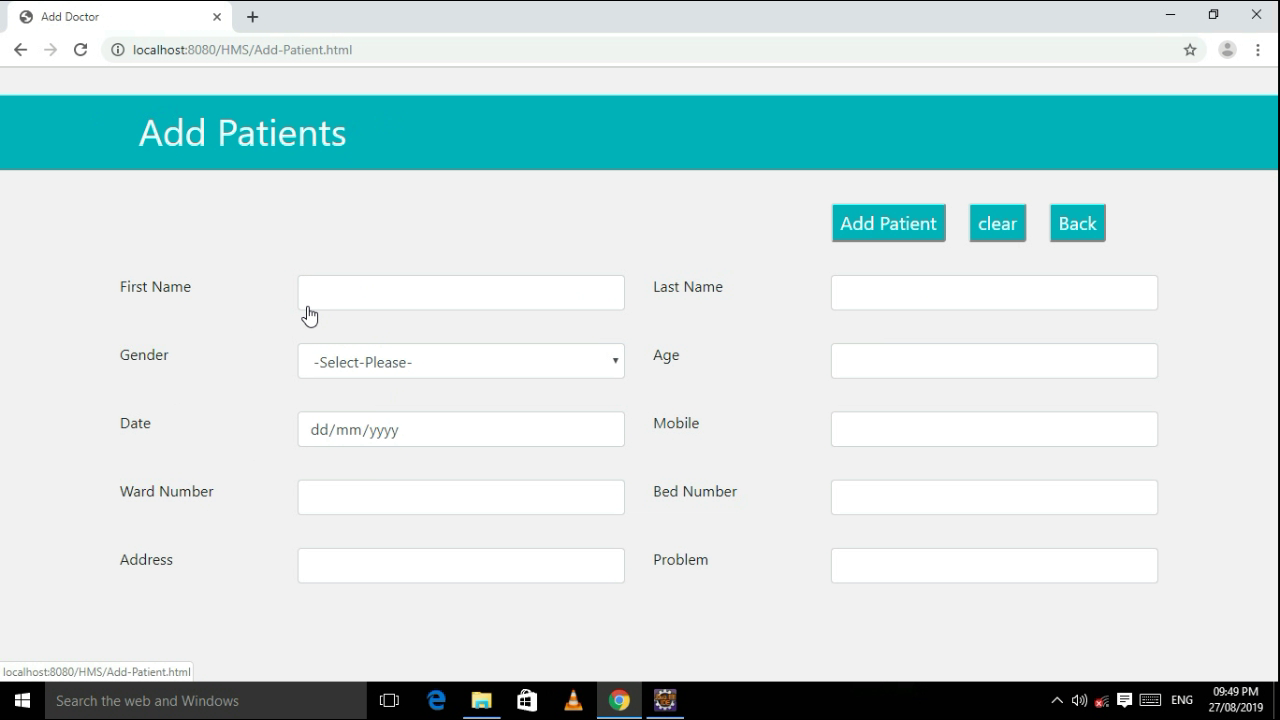 Add Doctor
localhost:8080/HMS/Add-Patient.html
Add Patients
Add Patient clear Back
First Name Last Name
Gender -Select-Please- Age
Date dd/mm/yyyy Mobile
Ward Number Bed Number
Address Problem
localhost:8080/HMS/Add-Patient.html
Search the web and Windows ENG 09:49 PM
27/08/2019